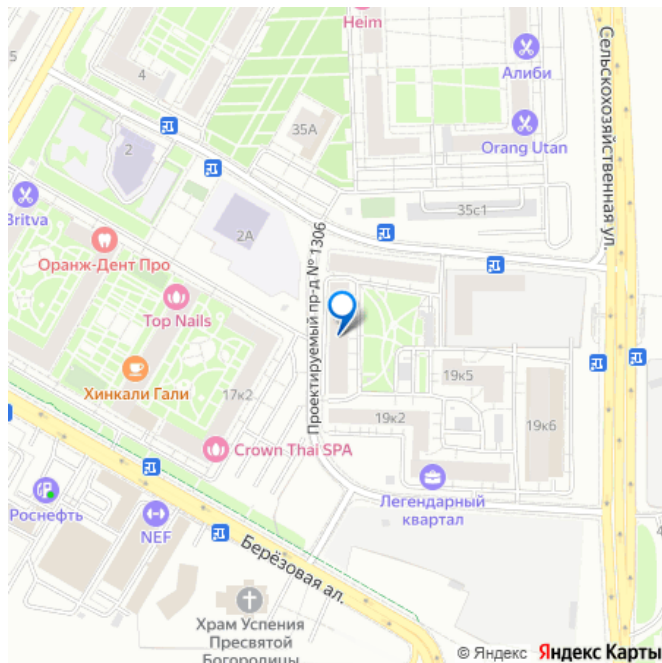 Heim
5
4
Алиби
35А
Orang Utan
2
Britva
35с1
2А
Сельскохозяйственная ул.
Оранж-Дент Про
Проектируемый пр-д № 1306
Top Nails
Хинкали Гали
17к2
19к5
19к2
19к6
Crown Thai SPA
Легендарный
квартал
Роснефть
NEF
Берёзовая ал.
4
Храм Успения
Пресвятой
Богородицы
© Яндекс Яндекс Карты